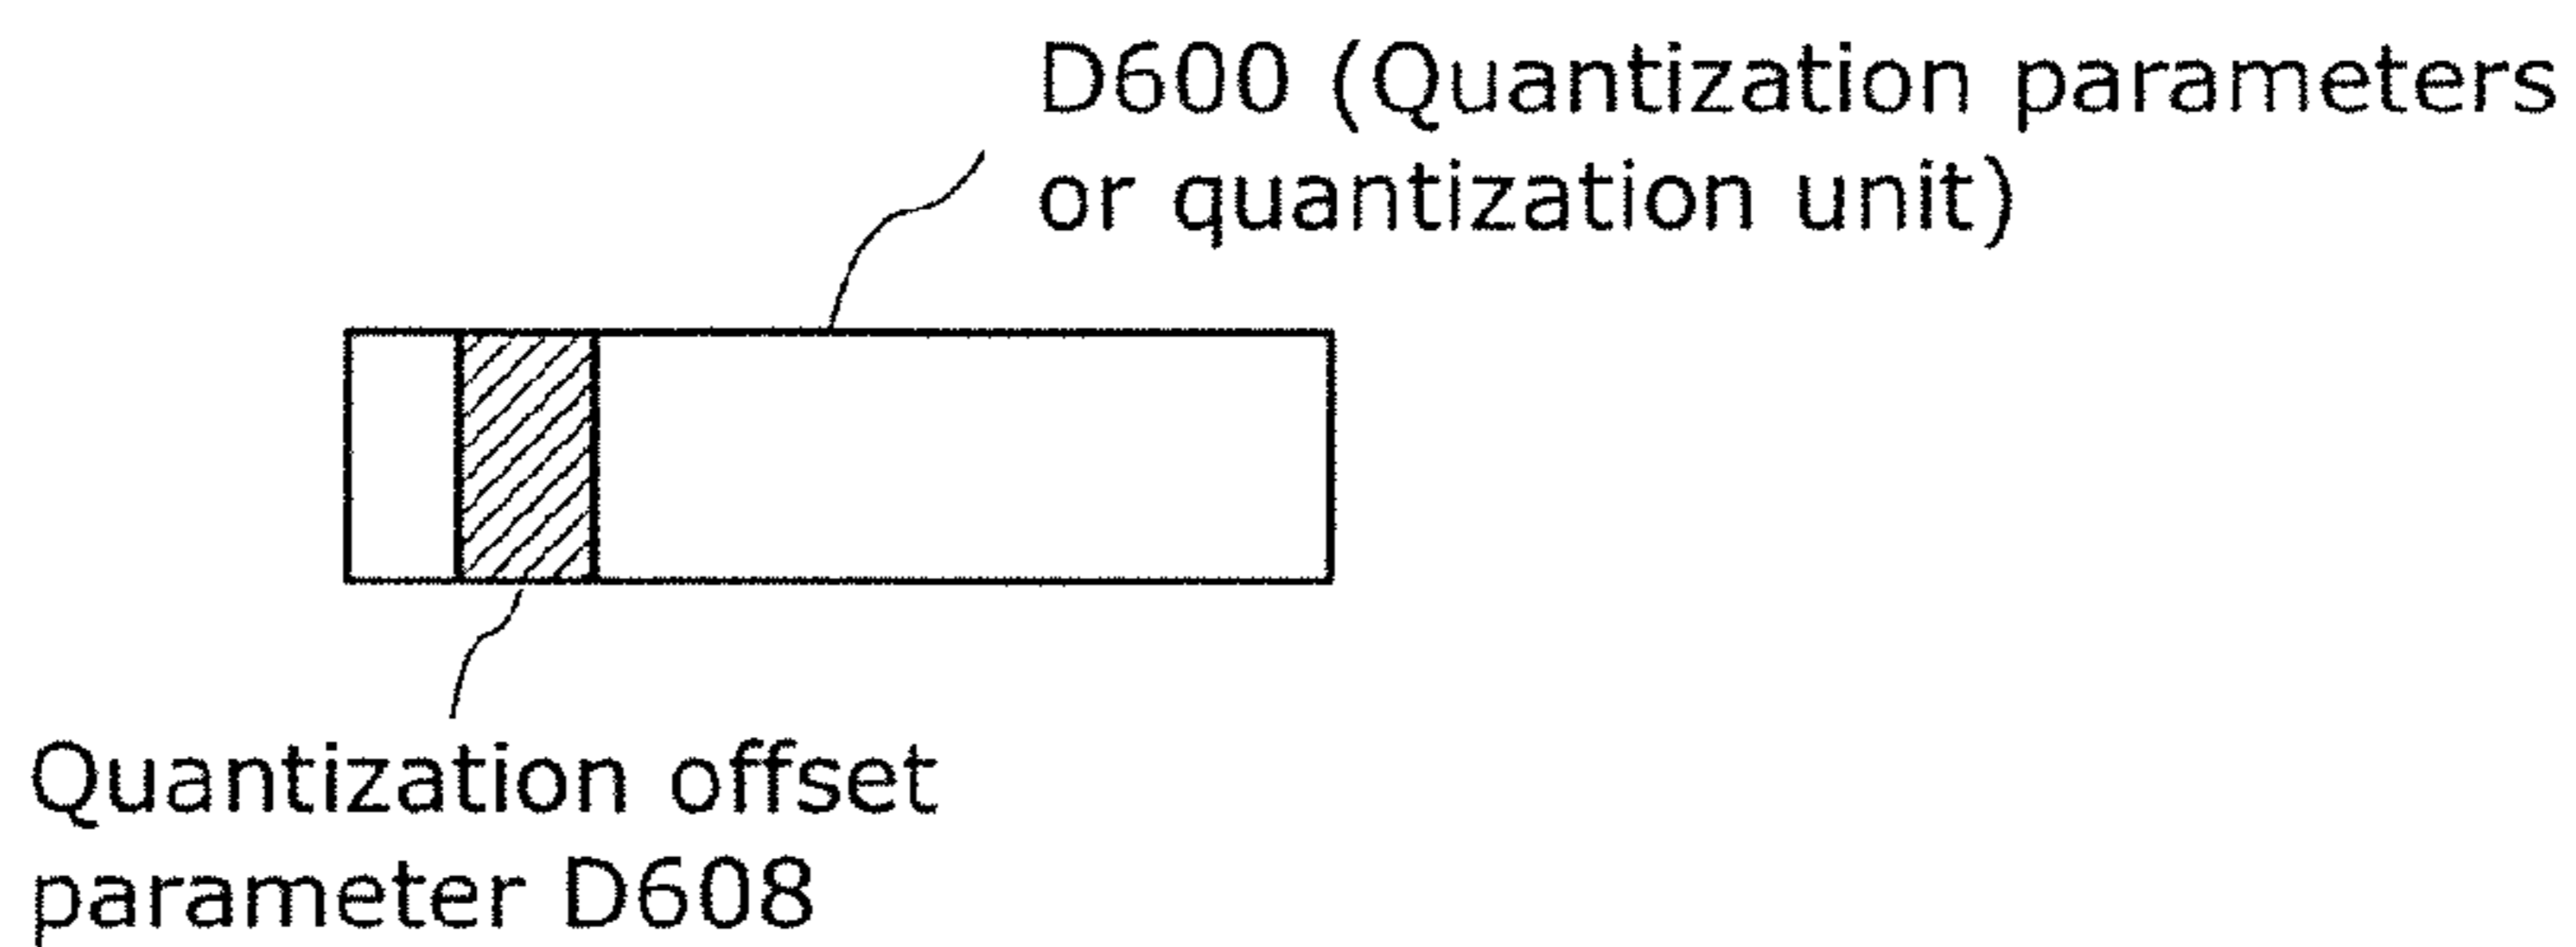 D600 (Quantization parameters
or quantization unit)
Quantization offset
parameter D608